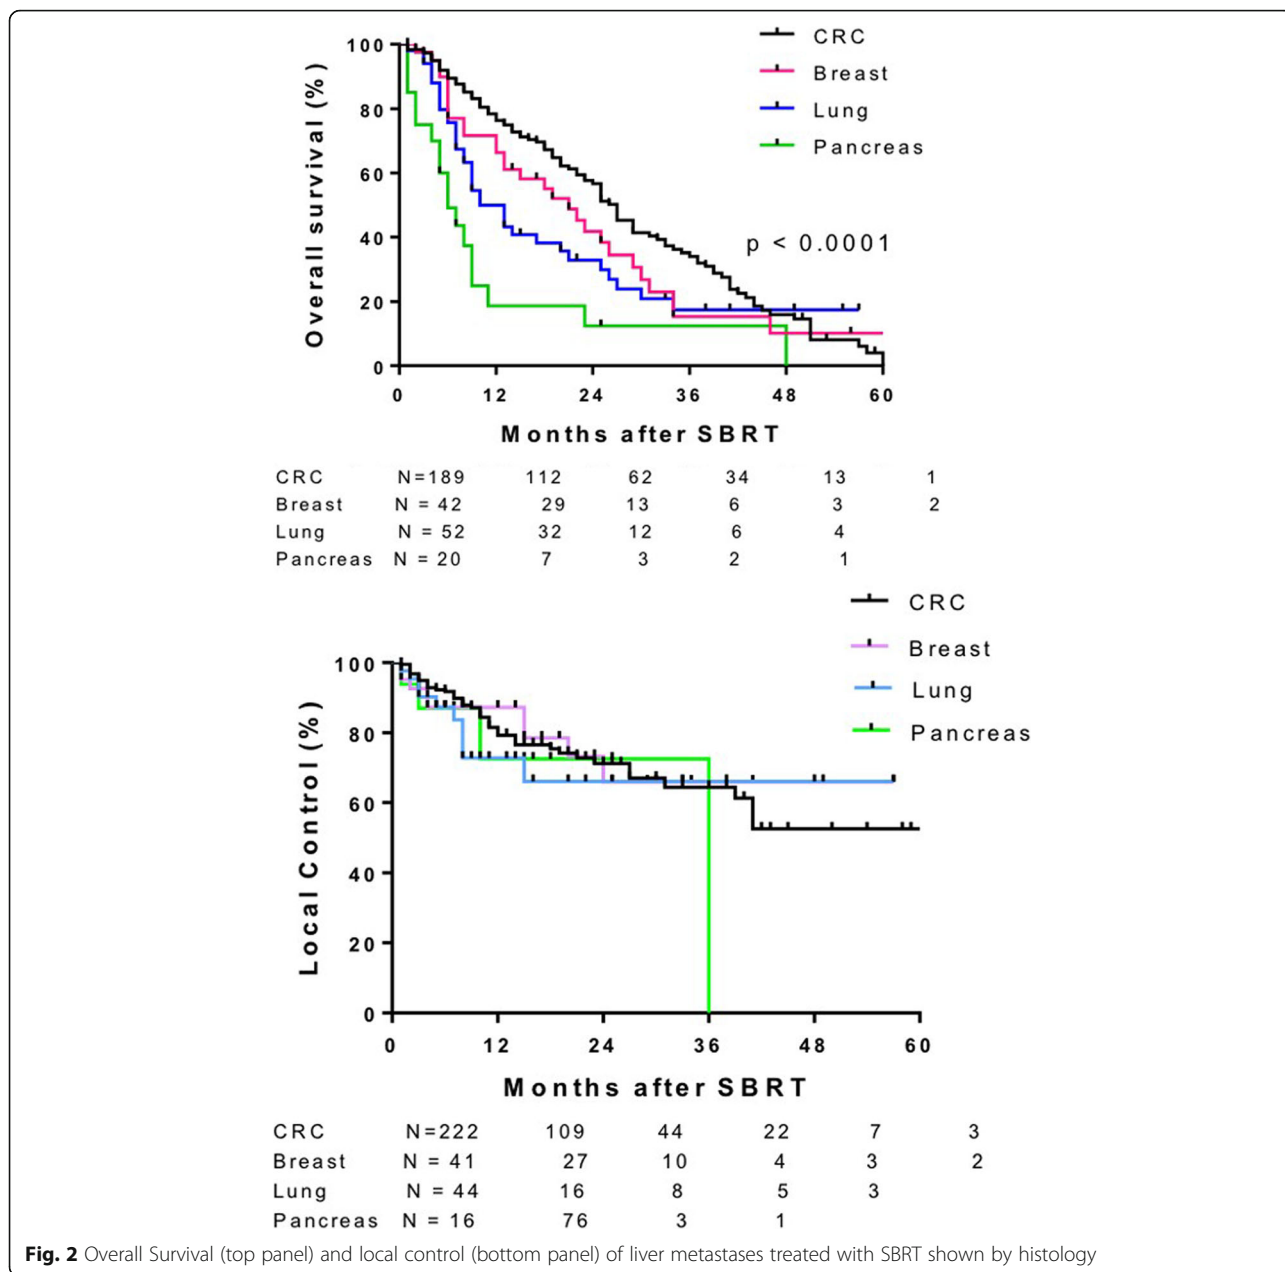 CRC
Breast
Lung
Pancreas
p < 0.0001
Overall survival (%)
100
80
60
40
20
0
0 12 24 36 48 60
Months after SBRT
CRC N=189 112 62 34 13 1
Breast N = 42 29 13 6 3 2
Lung N = 52 32 12 6 4
Pancreas N = 20 7 3 2 1
CRC
Breast
Lung
Pancreas
Local Control (%)
100
80
60
40
20
0
0 12 24 36 48 60
Months after SBRT
CRC N=222 109 44 22 7 3
Breast N = 41 27 10 4 3 2
Lung N = 44 16 8 5 3
Pancreas N = 16 76 3 1
Fig. 2 Overall Survival (top panel) and local control (bottom panel) of liver metastases treated with SBRT shown by histology